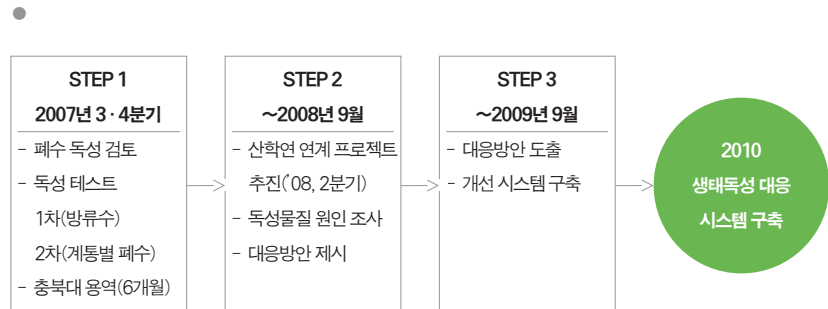 STEP 1
2007년 3·4분기
- 폐수 독성 검토
- 독성 테스트
1차(방류수)
2차(계통별 폐수)
- 충북대 용역(6개월)
STEP 2
~2008년 9월
- 산학연 연계 프로젝트
추진('08, 2분기)
- 독성물질 원인 조사
- 대응방안 제시
STEP 3
~2009년 9월
- 대응방안 도출
- 개선 시스템 구축
2010
생태독성 대응
시스템 구축